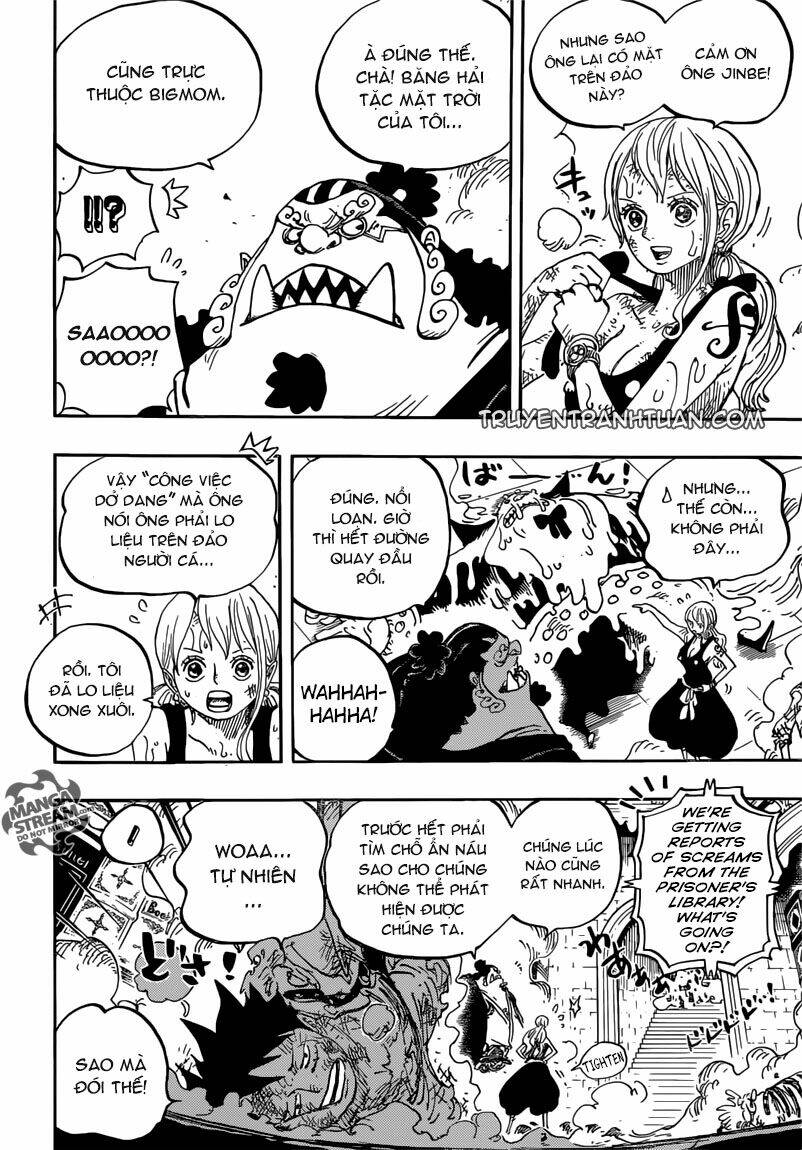 CẢM ƠN
ÔNG JINBE!
NHƯNG SAO
ÔNG LẠI CÓ MẶT
TRÊN ĐẢO
NÀY?
À ĐÚNG THẾ.
CHÀ! BĂNG HẢI
TẶC MẶT TRỜI
CỦA TÔI...
CŨNG TRỰC
THUỘC BIGMOM.
!!?
SAAOOOO
OOOO?!
TRUYENTRANHTUAN.COM
VẬY “CÔNG VIỆC
DỞ DANG” MÀ ÔNG
NÓI ÔNG PHẢI LO
LIỆU TRÊN ĐẢO
NGƯỜI CÁ...
RỒI. TÔI
ĐÃ LO LIỆU
XONG XUÔI.
NHƯNG...
THẾ CÒN...
KHÔNG PHẢI
ĐÂY...
ばーーん!
ĐÚNG. NỔI
LOẠN. GIỜ
THÌ HẾT ĐƯỜNG
QUAY ĐẦU
RỒI.
WAHHAH-
HAHHA!
WE'RE
GETTING
REPORTS
OF SCREAMS
FROM THE
PRISONER'S
LIBRARY!
WHAT'S
GOING
ON?!
CHÚNG LÚC
NÀO CŨNG
RẤT NHANH.
TRƯỚC HẾT PHẢI
TÌM CHỖ ẨN NÁU
SAO CHO CHÚNG
KHÔNG THỂ PHÁT
HIỆN ĐƯỢC
CHÚNG TA.
TIGHTEN
WOAA...
TỰ NHIÊN
...
Book
SAO MÀ
ĐÓI THẾ!
MANGA
STREAM
DO NOT MIRROR